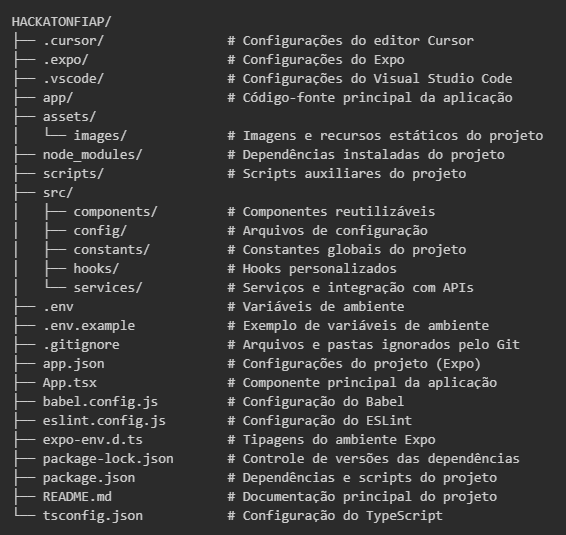 HACKATONFIAP/
├── .cursor/ # Configurações do editor Cursor
├── .expo/ # Configurações do Expo
├── .vscode/ # Configurações do Visual Studio Code
├── app/ # Código-fonte principal da aplicação
├── assets/
│   └── images/ # Imagens e recursos estáticos do projeto
├── node_modules/ # Dependências instaladas do projeto
├── scripts/ # Scripts auxiliares do projeto
├── src/
│   ├── components/ # Componentes reutilizáveis
│   ├── config/ # Arquivos de configuração
│   ├── constants/ # Constantes globais do projeto
│   ├── hooks/ # Hooks personalizados
│   └── services/ # Serviços e integração com APIs
├── .env # Variáveis de ambiente
├── .env.example # Exemplo de variáveis de ambiente
├── .gitignore # Arquivos e pastas ignorados pelo Git
├── app.json # Configurações do projeto (Expo)
├── App.tsx # Componente principal da aplicação
├── babel.config.js # Configuração do Babel
├── eslint.config.js # Configuração do ESLint
├── expo-env.d.ts # Tipagens do ambiente Expo
├── package-lock.json # Controle de versões das dependências
├── package.json # Dependências e scripts do projeto
├── README.md # Documentação principal do projeto
└── tsconfig.json # Configuração do TypeScript